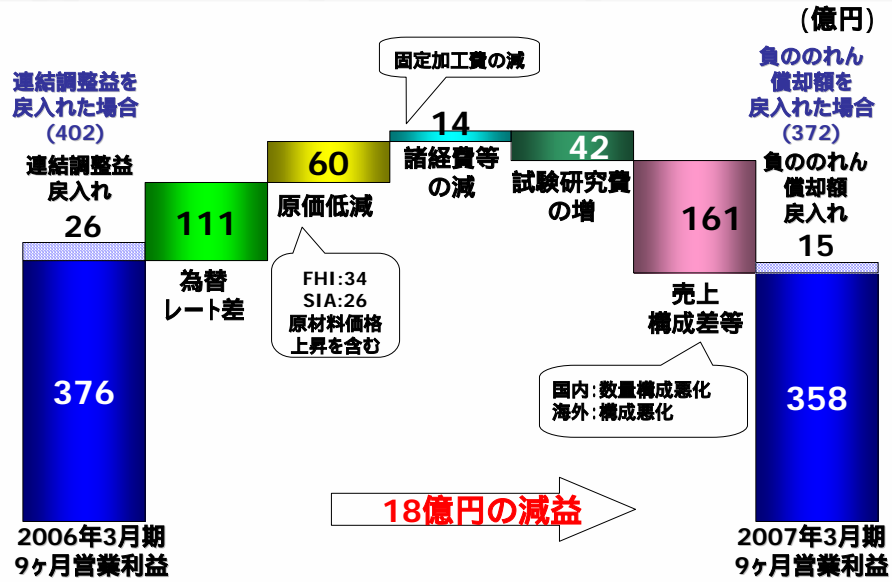 (億円)
連結調整益を
戻入れた場合
(402)
連結調整益
戻入れ
26
376
2006年3月期
9ヶ月営業利益
111
為替
レート差
60
原価低減
FHI:34
SIA:26
原材料価格
上昇を含む
固定加工費の減
14
諸経費等
の減
42
試験研究費
の増
161
売上
構成差等
国内:数量構成悪化
海外:構成悪化
負ののれん
償却額を
戻入れた場合
(372)
負ののれん
償却額
戻入れ
15
358
2007年3月期
9ヶ月営業利益
18億円の減益